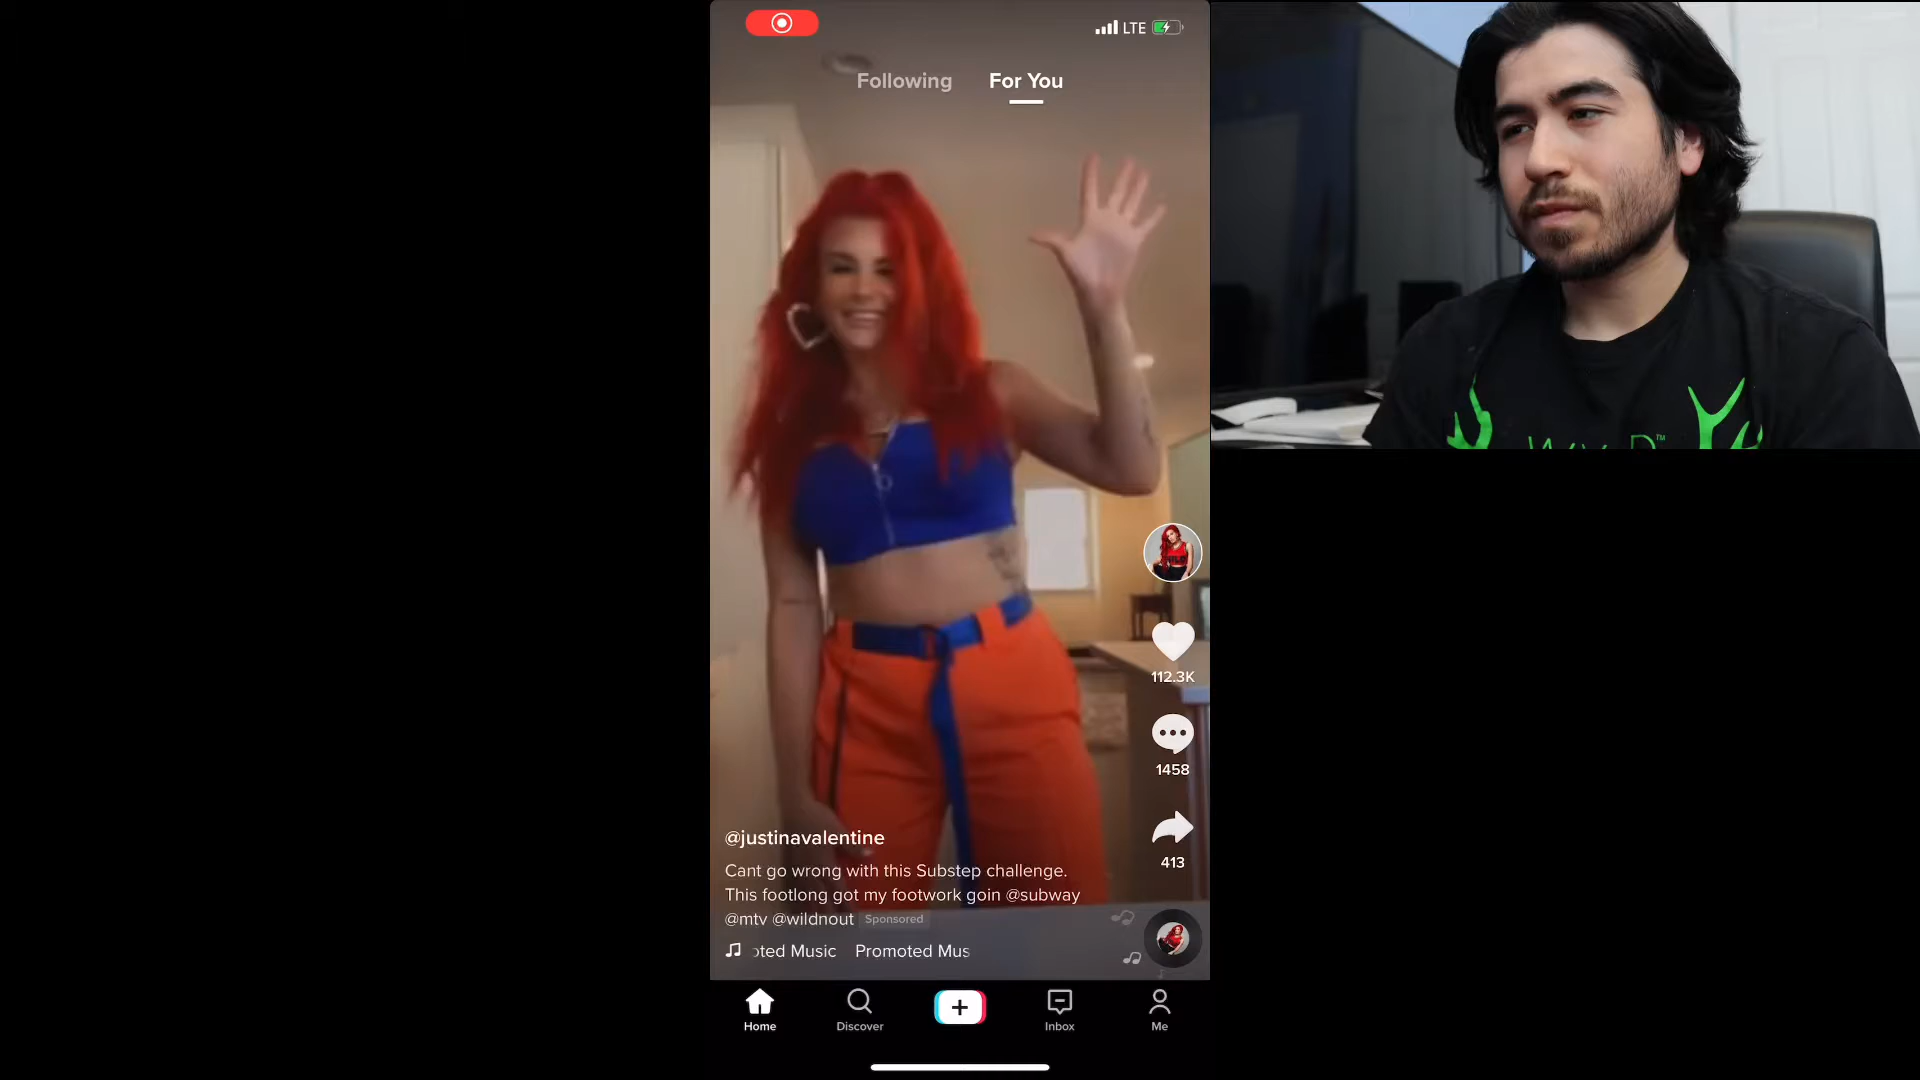 LTE
Following For You
112.3K
1458
413
@justinavalentine
Cant go wrong with this Substep challenge.
This footlong got my footwork goin @subway
@mtv @wildnout Sponsored
oted Music Promoted Mus
Home Discover Inbox Me